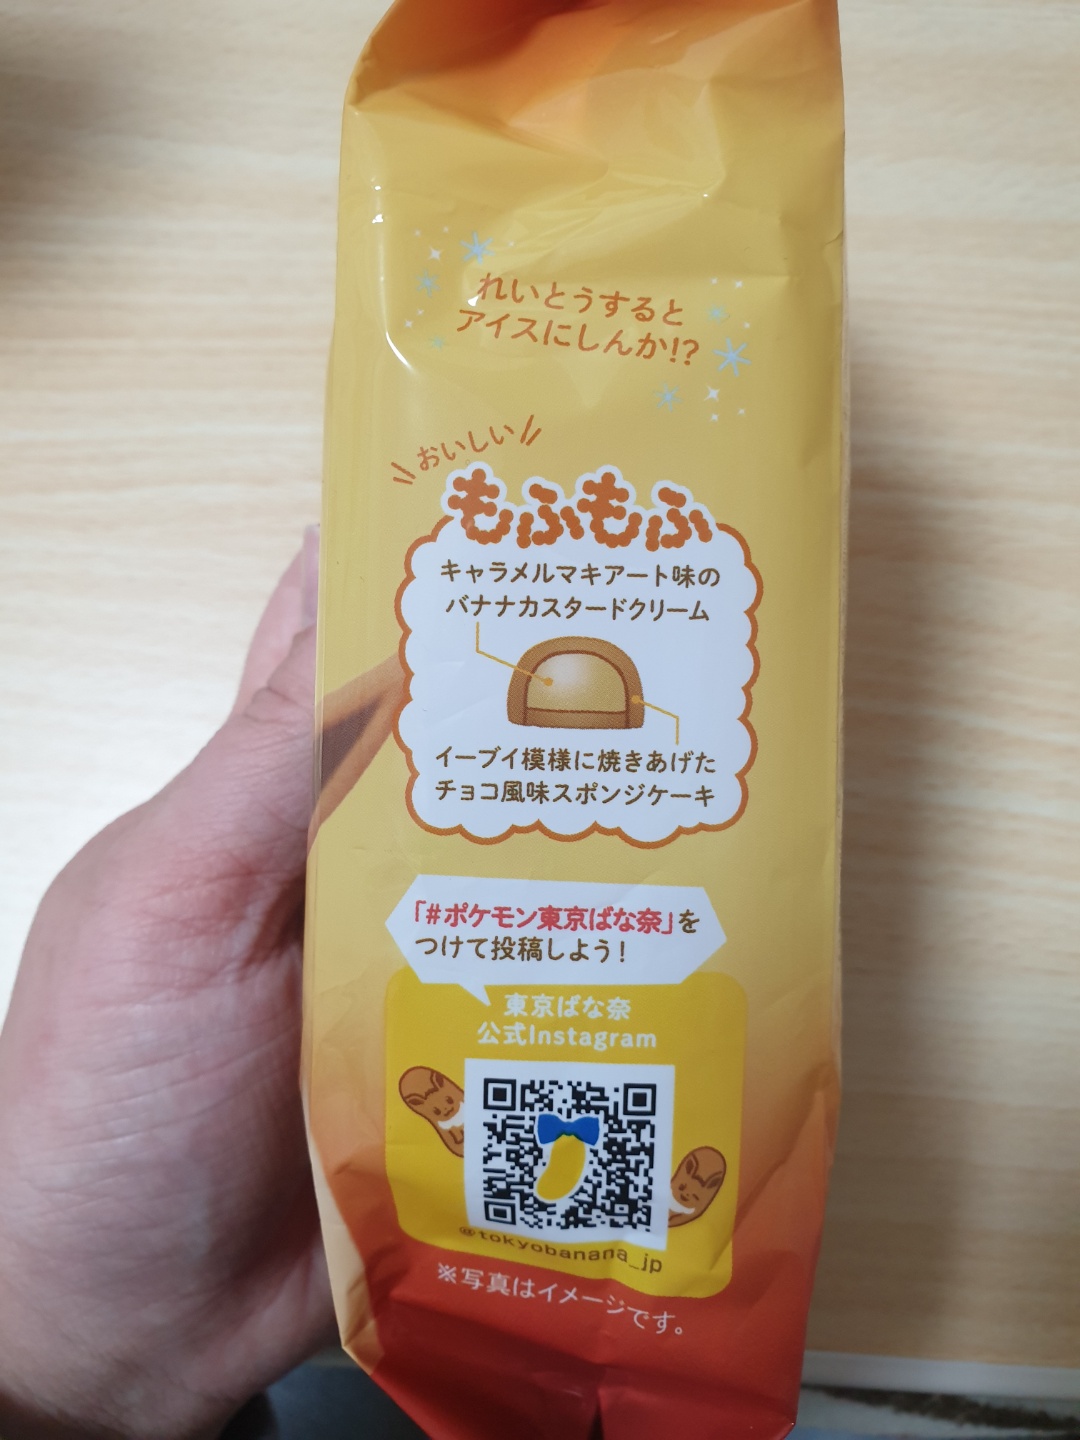 れいとうすると
アイスにしんか!?
おいしい
もふもふ
キャラメルマキアート味の
バナナカスタードクリーム
イーブイ模様に焼きあげた
チョコ風味スポンジケーキ
「#ポケモン東京ばな奈」を
つけて投稿しよう!
東京ばな奈
公式Instagram
@tokyobanana_jp
※写真はイメージです。